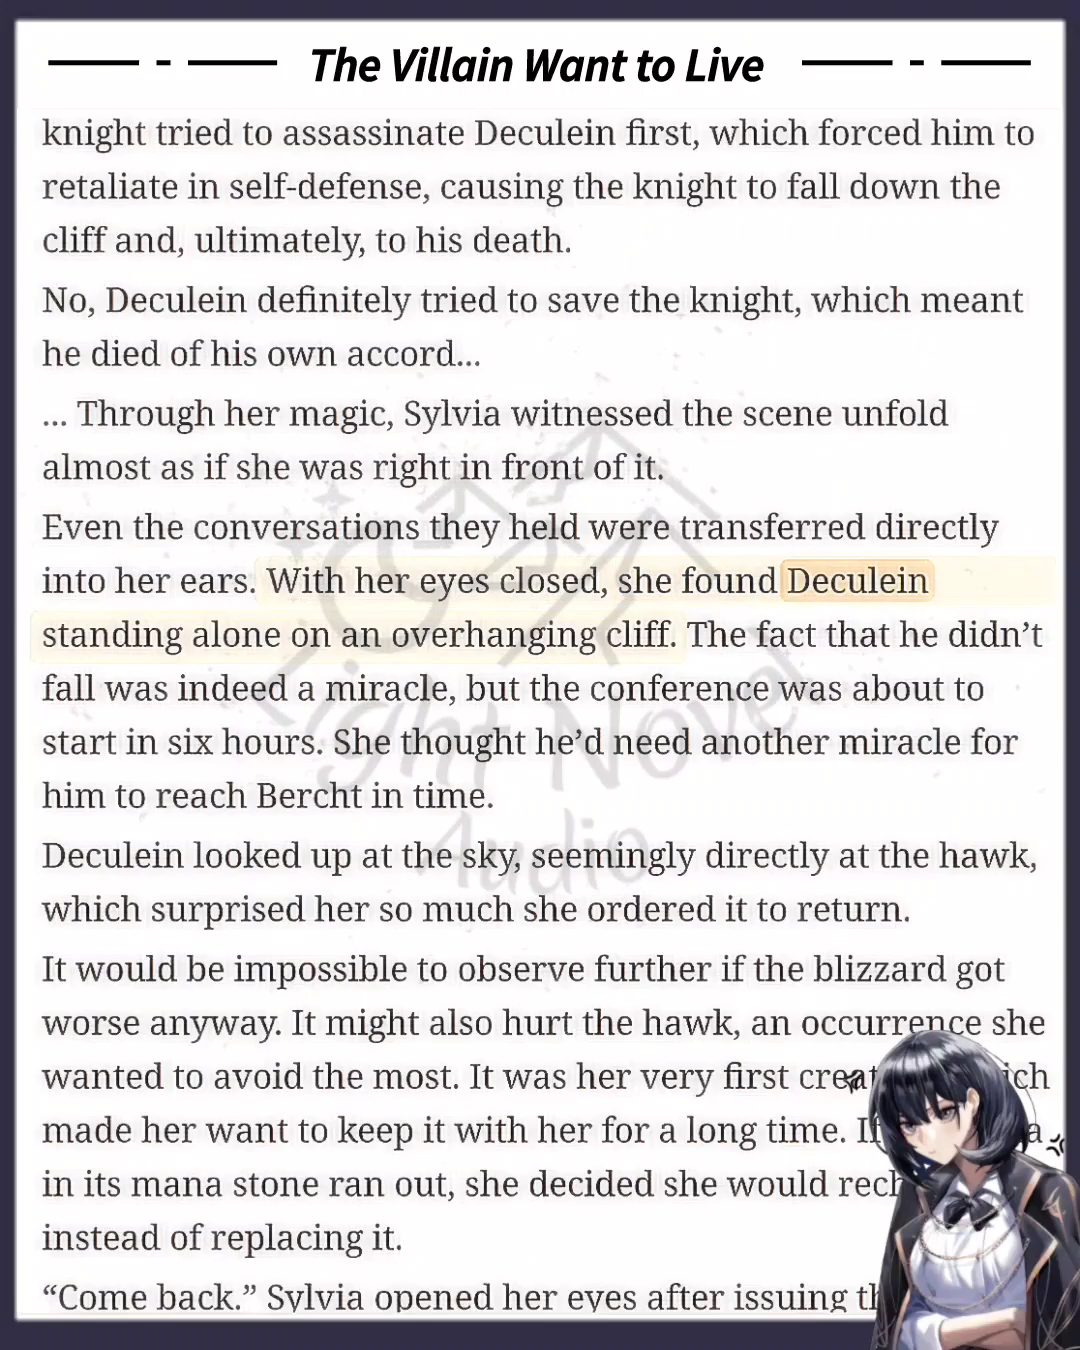 The Villain Want to Live
knight tried to assassinate Deculein first, which forced him to
retaliate in self-defense, causing the knight to fall down the
cliff and, ultimately, to his death.
No, Deculein definitely tried to save the knight, which meant
he died of his own accord...
... Through her magic, Sylvia witnessed the scene unfold
almost as if she was right in front of it.
Even the conversations they held were transferred directly
into her ears. With her eyes closed, she found Deculein
standing alone on an overhanging cliff. The fact that he didn’t
fall was indeed a miracle, but the conference was about to
start in six hours. She thought he’d need another miracle for
him to reach Bercht in time.
Deculein looked up at the sky, seemingly directly at the hawk,
which surprised her so much she ordered it to return.
It would be impossible to observe further if the blizzard got
worse anyway. It might also hurt the hawk, an occurrence she
wanted to avoid the most. It was her very first
made her want to keep it with her for a long time.
in its mana stone ran out, she decided she would
instead of replacing it.
“Come back.” Sylvia opened her eyes after issuing
Light Novel
Audio